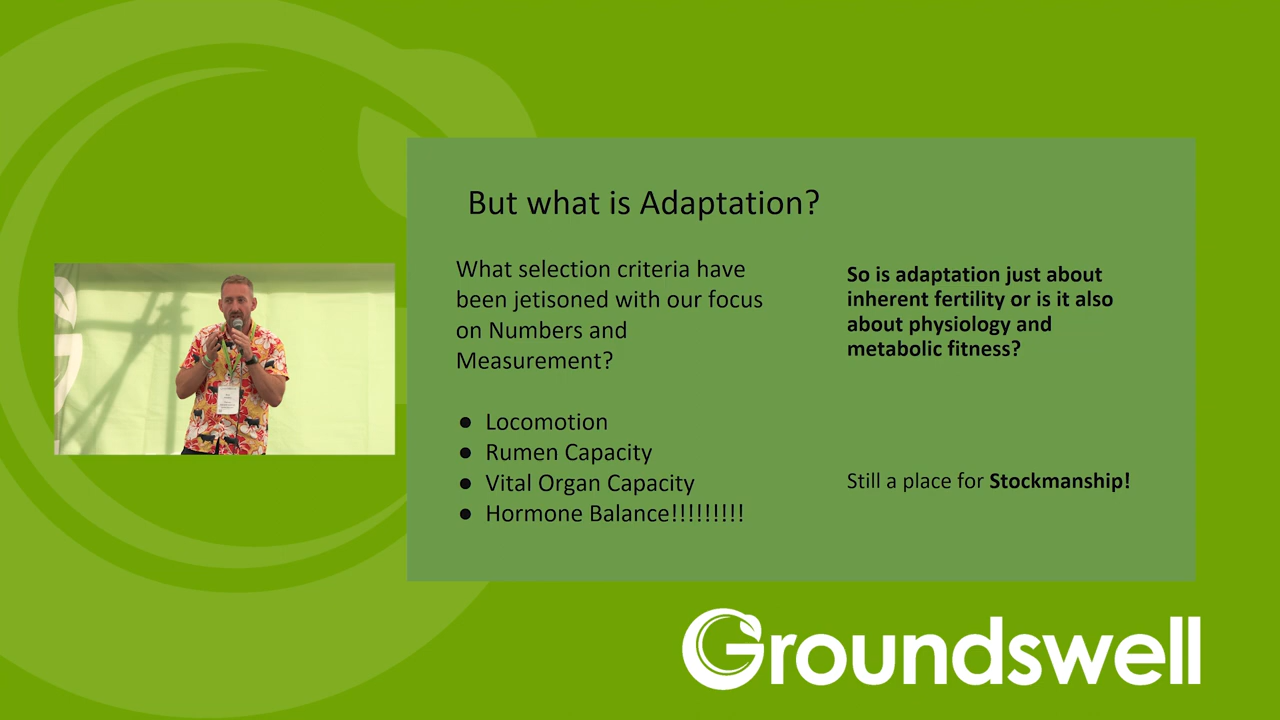 But what is Adaptation?
What selection criteria have
been jetisoned with our focus
on Numbers and
Measurement?
● Locomotion
● Rumen Capacity
● Vital Organ Capacity
● Hormone Balance!!!!!!!!!
So is adaptation just about
inherent fertility or is it also
about physiology and
metabolic fitness?
Still a place for Stockmanship!
Groundswell